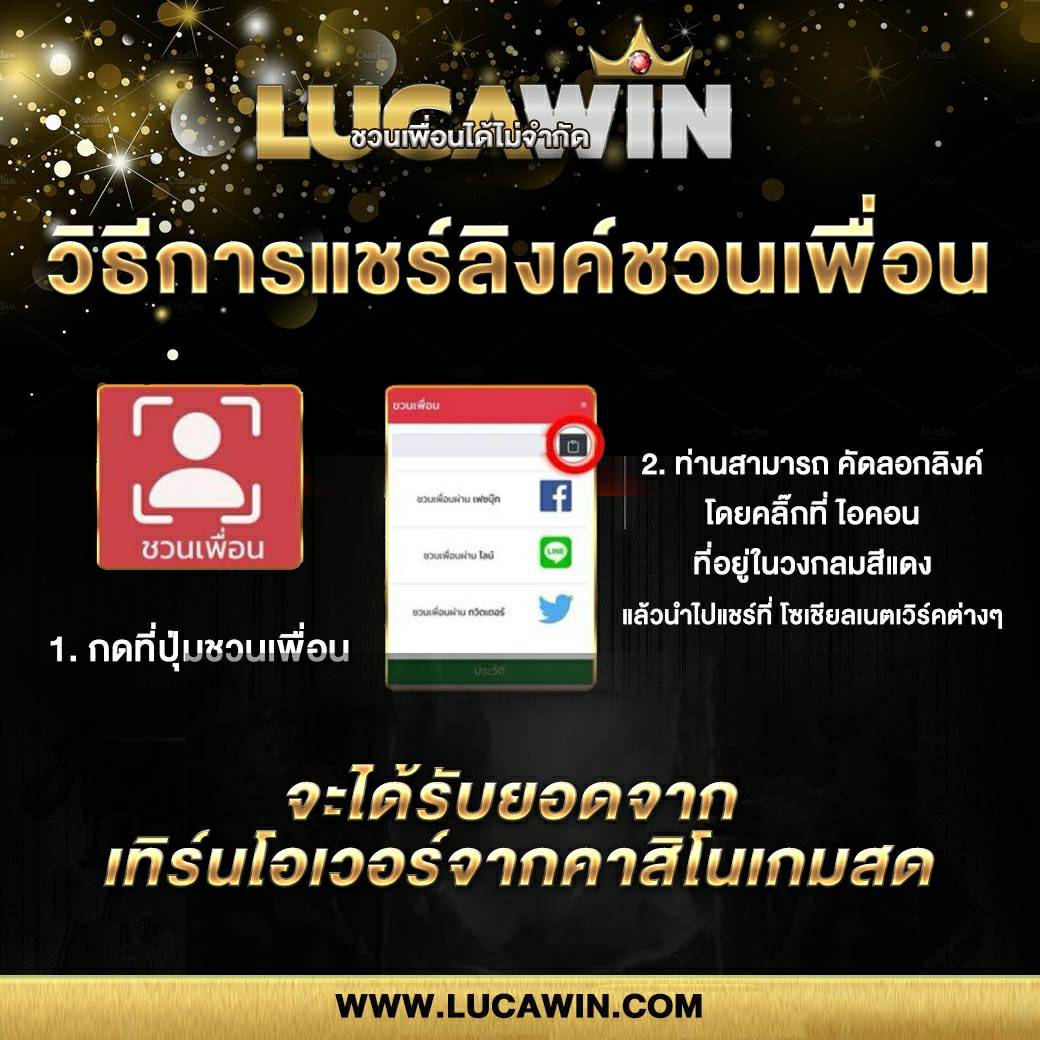 LUCAWIN
ชวนเพื่อนได้ไม่จำกัด
วิธีการแชร์ลิงค์ชวนเพื่อน
ชวนเพื่อน
ชวนเพื่อน
ชวนเพื่อนผ่าน เฟซบุ๊ก
ชวนเพื่อนผ่าน ไลน์
LINE
ชวนเพื่อนผ่าน ทวิตเตอร์
ประวัติ
1. กดที่ปุ่มชวนเพื่อน
2. ท่านสามารถ คัดลอกลิงค์
โดยคลิ๊กที่ ไอคอน
ที่อยู่ในวงกลมสีแดง
แล้วนำไปแชร์ที่ โซเชียลเนตเวิร์คต่างๆ
จะได้รับยอดจาก
เทิร์นโอเวอร์จากคาสิโนเกมสด
WWW.LUCAWIN.COM